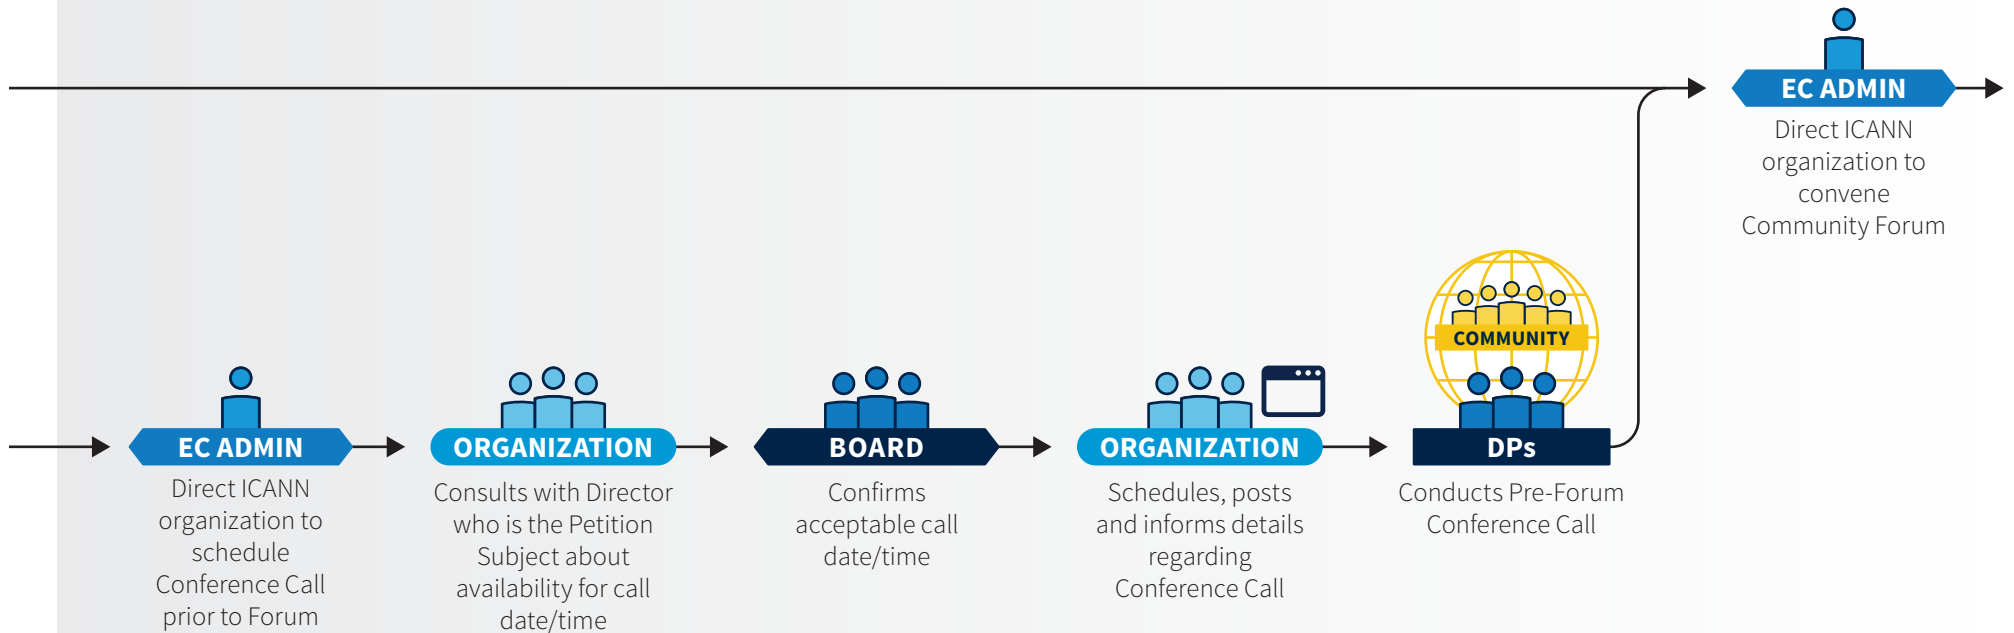 EC ADMIN
Direct ICANN
organization to
convene
Community Forum
COMMUNITY
EC ADMIN
Direct ICANN
organization to
schedule
Conference Call
prior to Forum
ORGANIZATION
Consults with Director
who is the Petition
Subject about
availability for call
date/time
BOARD
Confirms
acceptable call
date/time
ORGANIZATION
Schedules, posts
and informs details
regarding
Conference Call
DPs
Conducts Pre-Forum
Conference Call